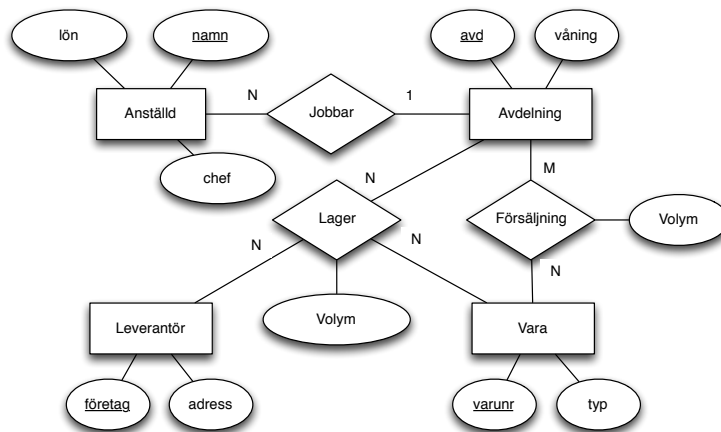 lön
namn
avd
våning
Anställd
N
Jobbar
1
Avdelning
chef
N
M
Lager
Försäljning
Volym
N
N
N
Leverantör
Volym
Vara
företag
adress
varunr
typ